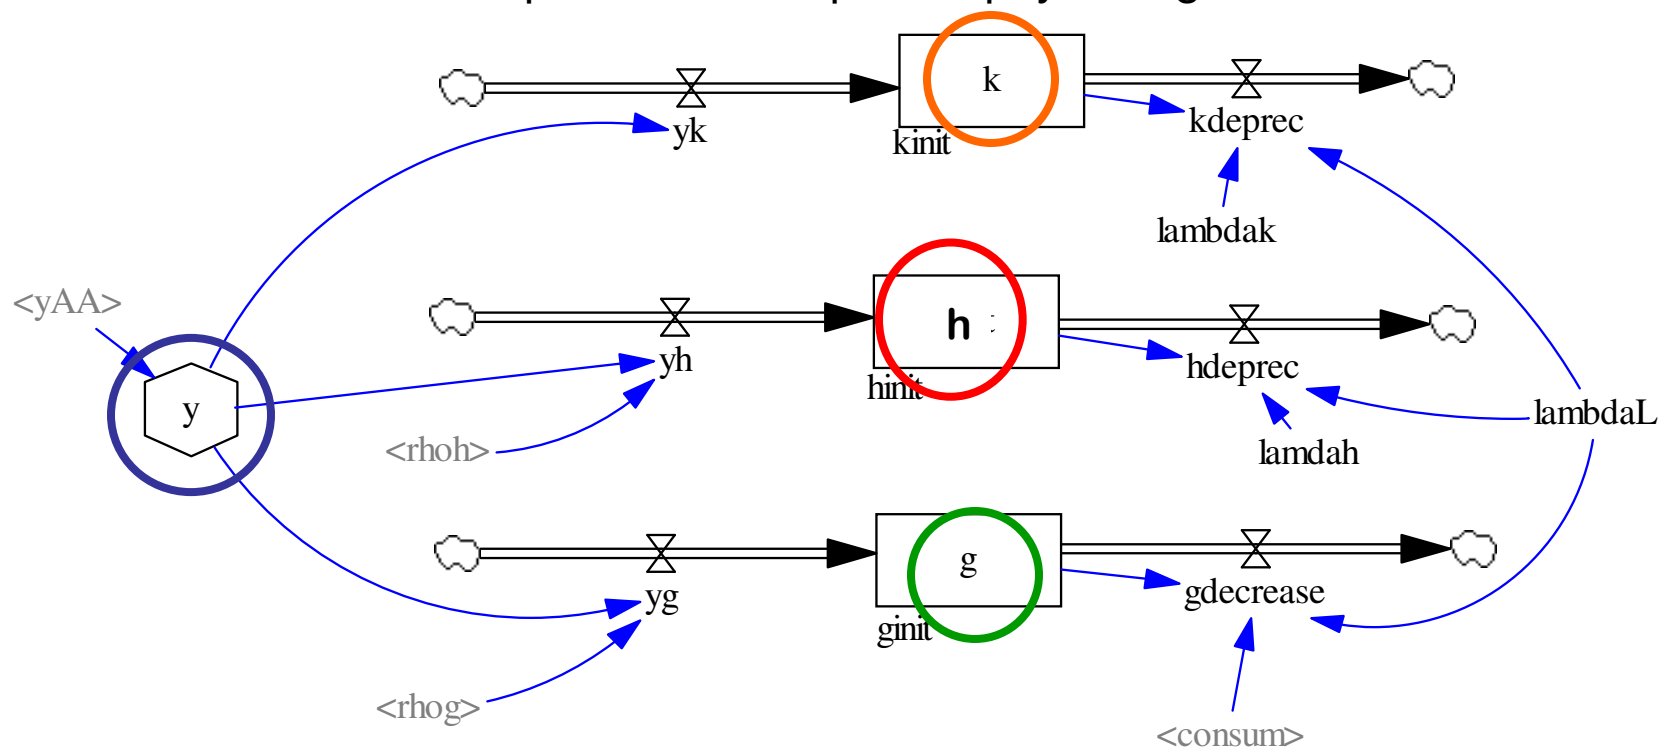 k
yk
kinit
kdeprec
lambdak
<yAA>
h
yh
hinit
hdeprec
y
lambdaL
<rhoh>
lamdah
g
yg
ginit
gdecrease
<rhog>
<consum>